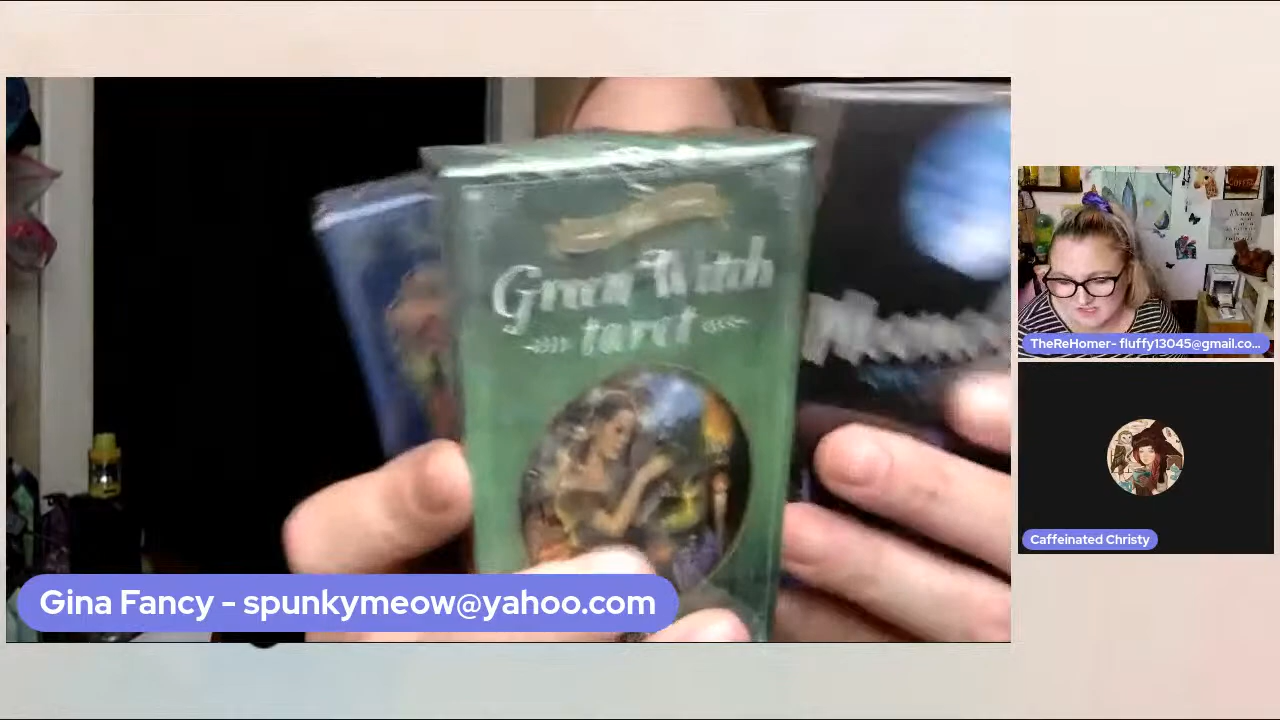 Green Witch
tarot
Gina Fancy - spunkymeow@yahoo.com
TheReHomer- fluffy13045@gmail.co...
Caffeinated Christy